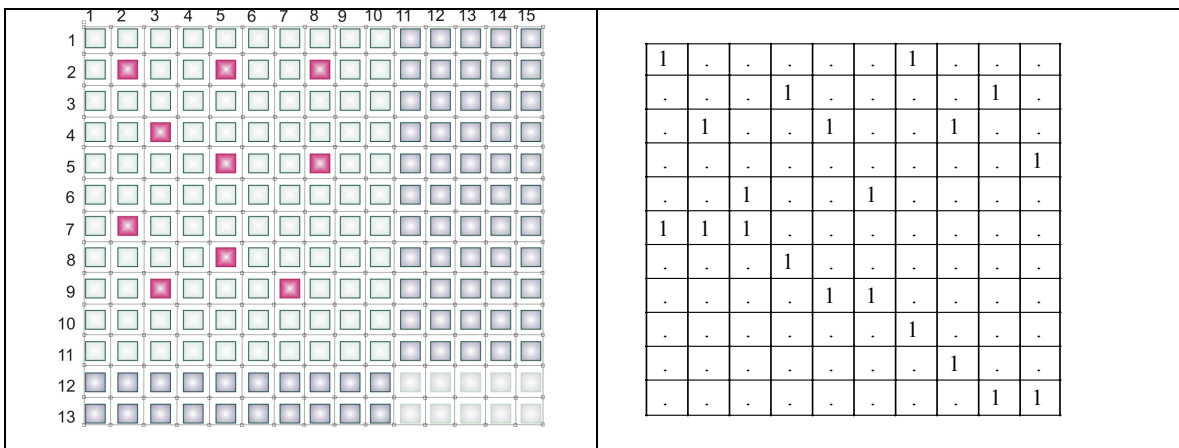 1 2 3 4 5 6 7 8 9 10 11 12 13 14 15
1
2
3
4
5
6
7
8
9
10
11
12
13
1 . . . . . 1 . . .
. . . 1 . . . . 1 .
. 1 . . 1 . . 1 . .
. . . . . . . . . 1
. . 1 . . 1 . . . .
1 1 1 . . . . . . .
. . . 1 . . . . . .
. . . . 1 1 . . . .
. . . . . . 1 . . .
. . . . . . . 1 . .
. . . . . . . . 1 1